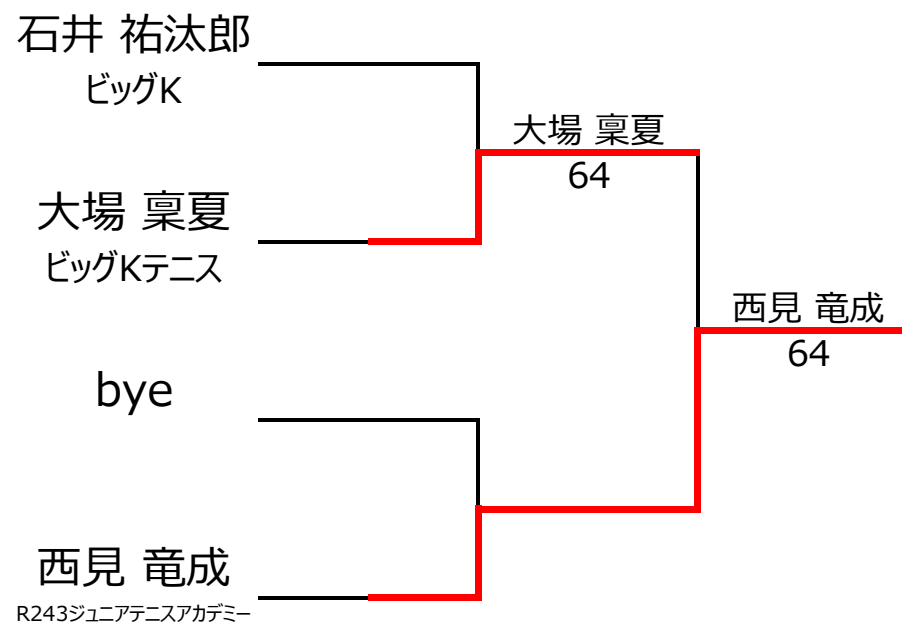 石井 祐汰郎
ビッグK
大場 稟夏
64
大場 稟夏
ビッグKテニス
西見 竜成
64
bye
西見 竜成
R243ジュニアテニスアカデミー